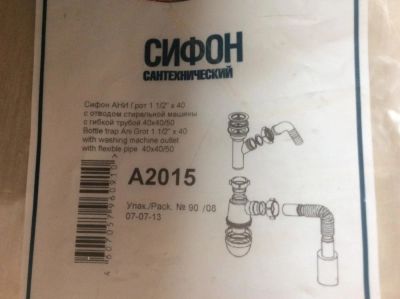 СИФОН
САНТЕХНИЧЕСКИЙ
Сифон АНИ Грот 1 1/2" x 40
с отводом стиральной машины
с гибкой трубой 40x40/50
Bottle trap Ani Grot 1 1/2" x 40
with washing machine outlet
with flexible pipe 40x40/50
A2015
Упак./Pack. № 90 /08
07-07-13
4607057960910